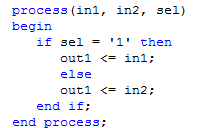 process(in1, in2, sel)
begin
if sel = '1' then
out1 <= in1;
else
out1 <= in2;
end if;
end process;